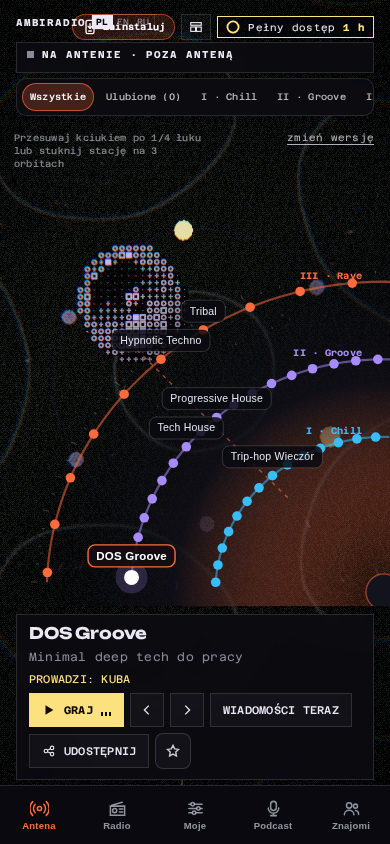 AMBIRADIO PL EN RU Zainstaluj Pełny dostęp 1 h
NA ANTENIE · POZA ANTENĄ
Wszystkie Ulubione (0) I · Chill II · Groove I
Przesuwaj kciukiem po 1/4 łuku
lub stuknij stację na 3
orbitach
zmień wersję
III · Rave
Tribal
Hypnotic Techno
II · Groove
Progressive House
Tech House
I · Chill
Trip-hop Wieczór
DOS Groove
DOS Groove
Minimal deep tech do pracy
PROWADZI: KUBA
GRAJ WIADOMOŚCI TERAZ
UDOSTĘPNIJ
Antena Radio Moje Podcast Znajomi